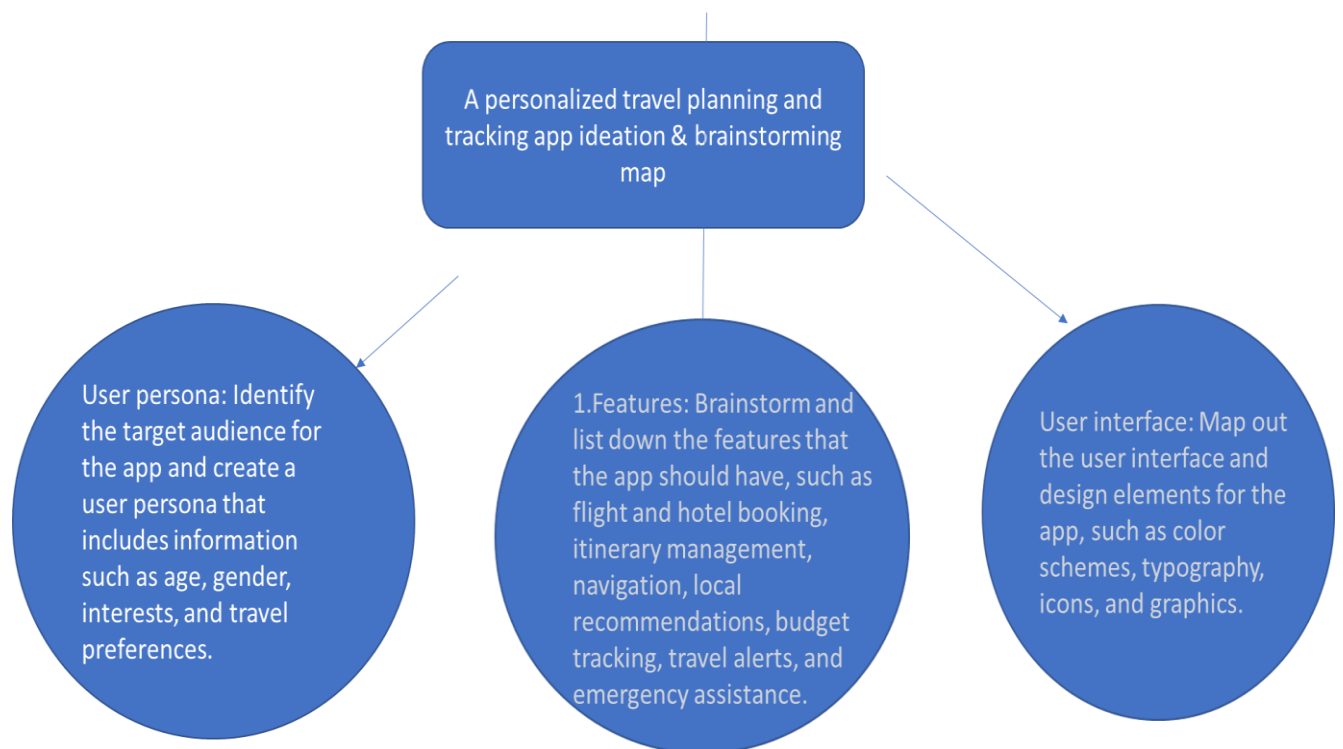 A personalized travel planning and
tracking app ideation & brainstorming
map
User persona: Identify
the target audience for
the app and create a
user persona that
includes information
such as age, gender,
interests, and travel
preferences.
1.Features: Brainstorm and
list down the features that
the app should have, such as
flight and hotel booking,
itinerary management,
navigation, local
recommendations, budget
tracking, travel alerts, and
emergency assistance.
User interface: Map out
the user interface and
design elements for the
app, such as color
schemes, typography,
icons, and graphics.